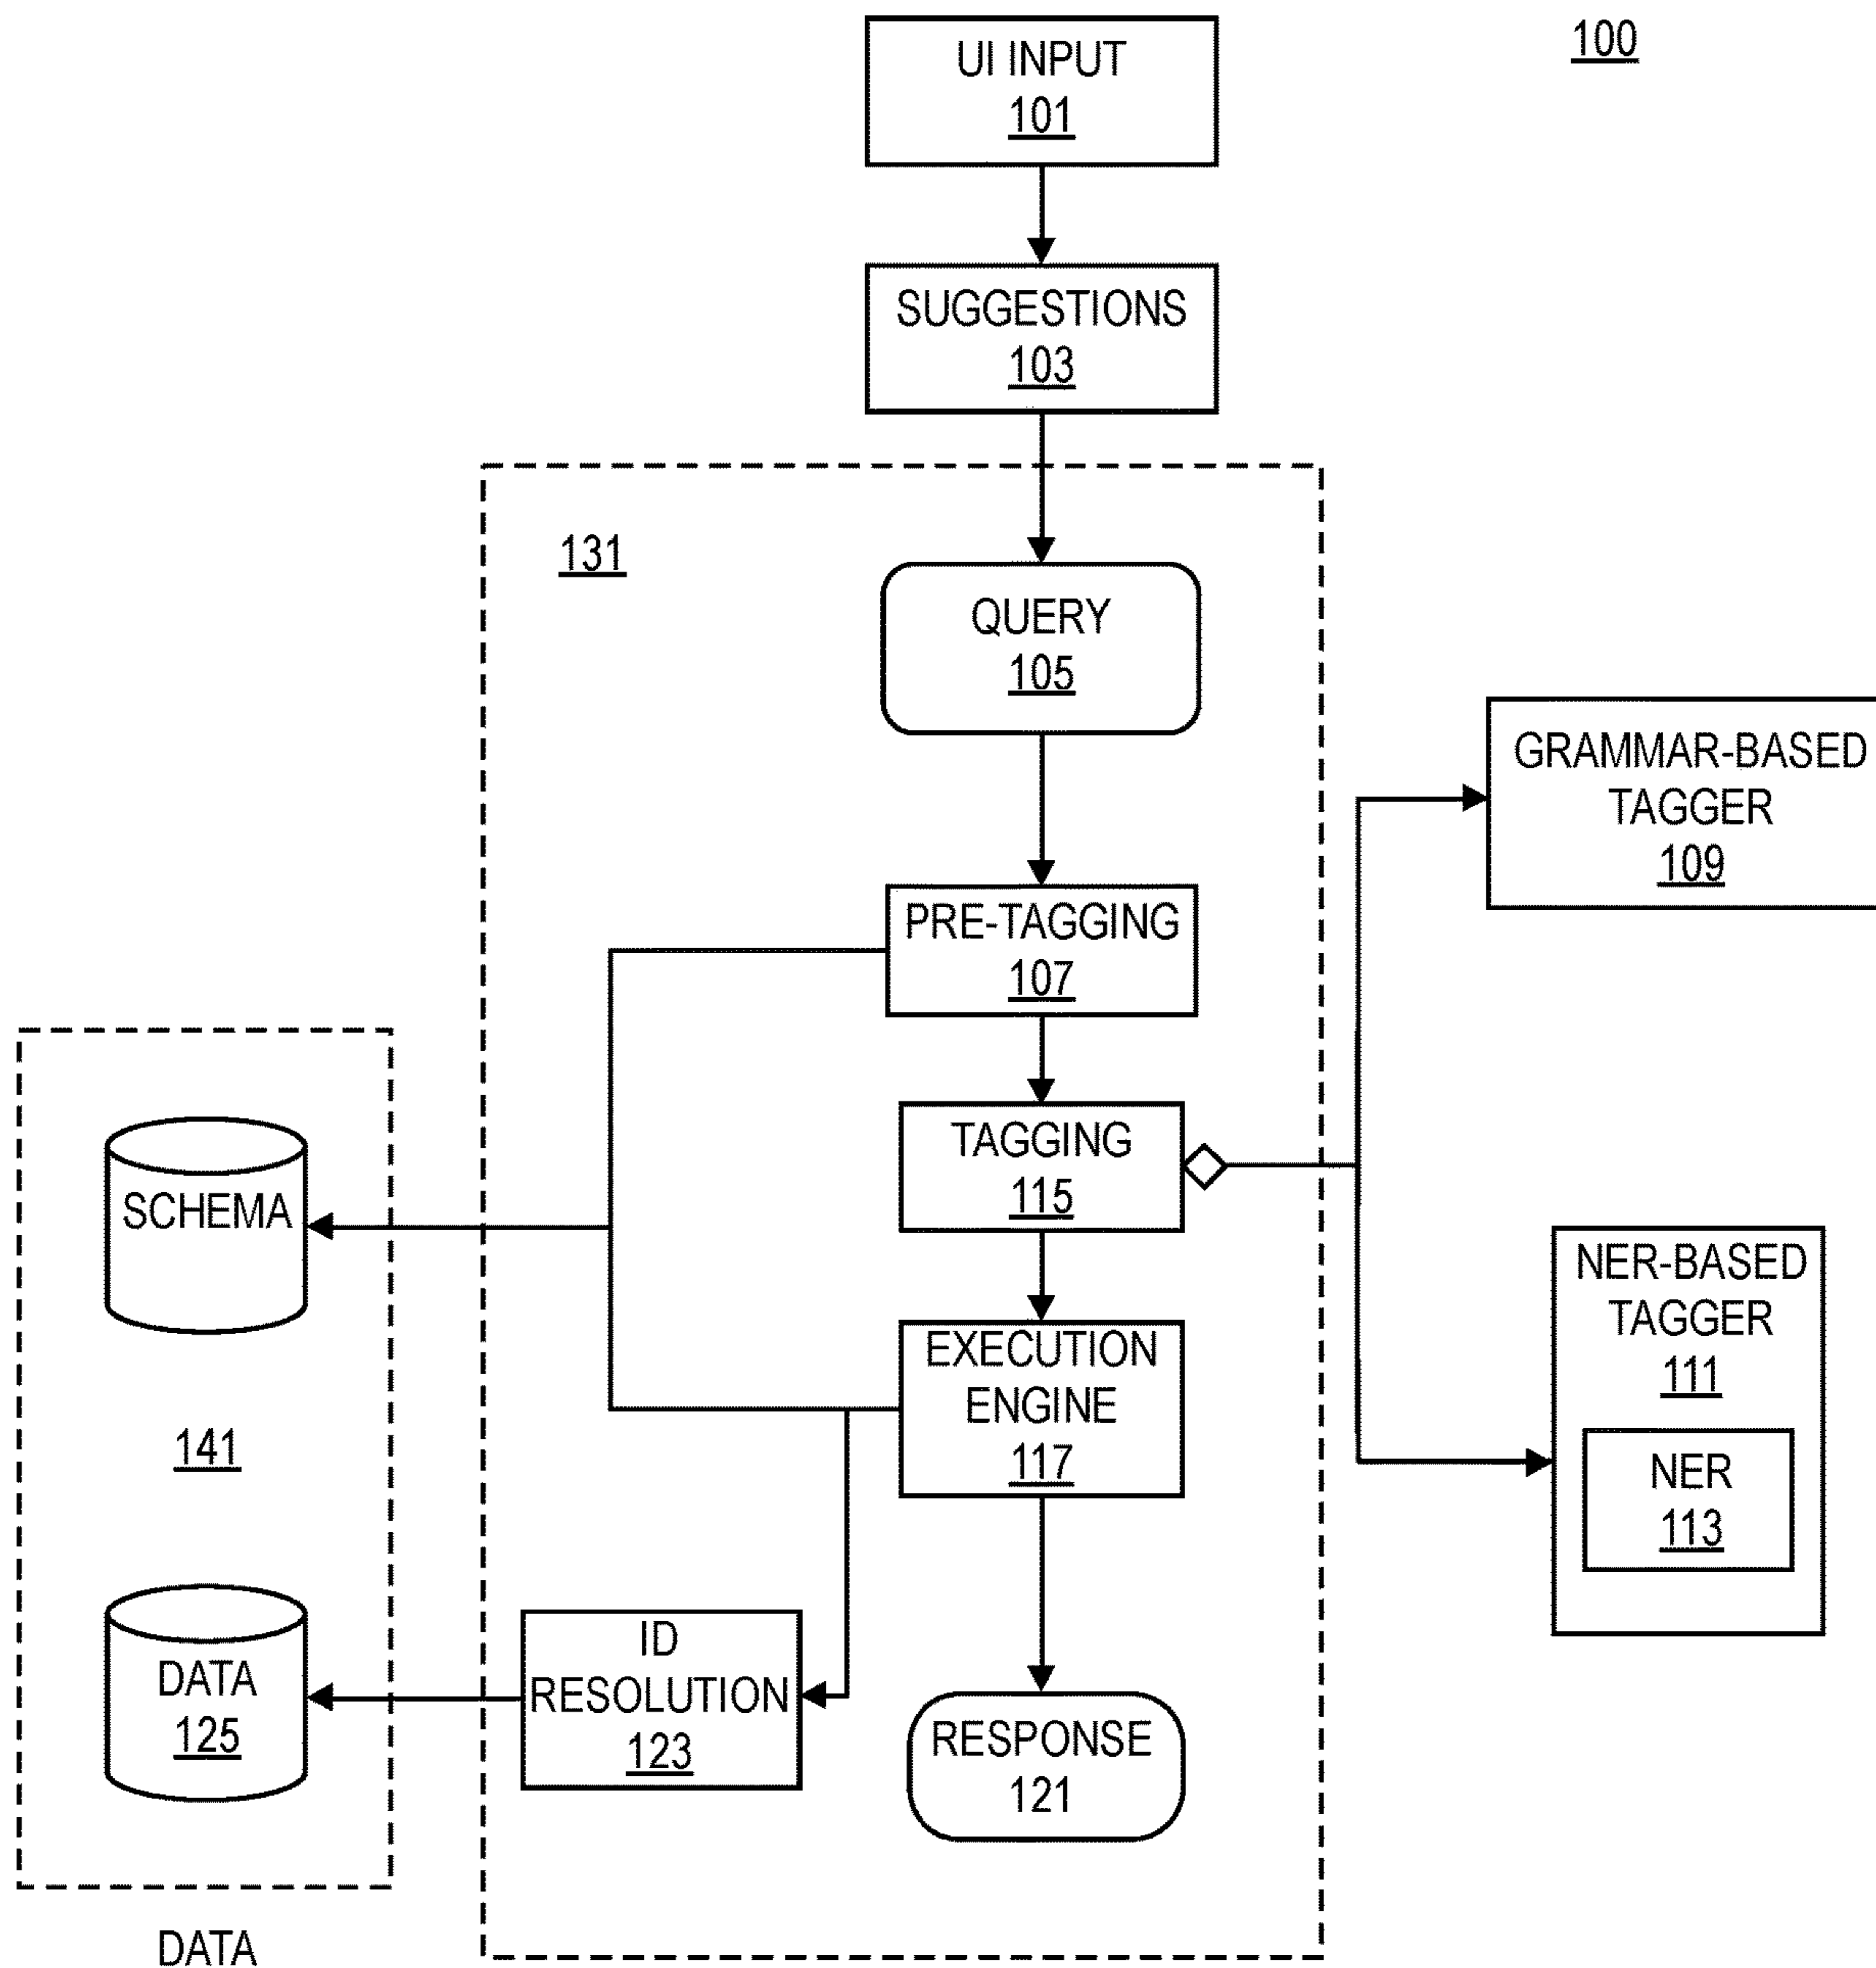 100
UI INPUT
101
SUGGESTIONS
103
131
QUERY
105
GRAMMAR-BASED
TAGGER
109
PRE-TAGGING
107
TAGGING
115
SCHEMA
NER-BASED
TAGGER
111
EXECUTION
ENGINE
117
141
NER
113
ID
RESOLUTION
123
DATA
125
RESPONSE
121
DATA